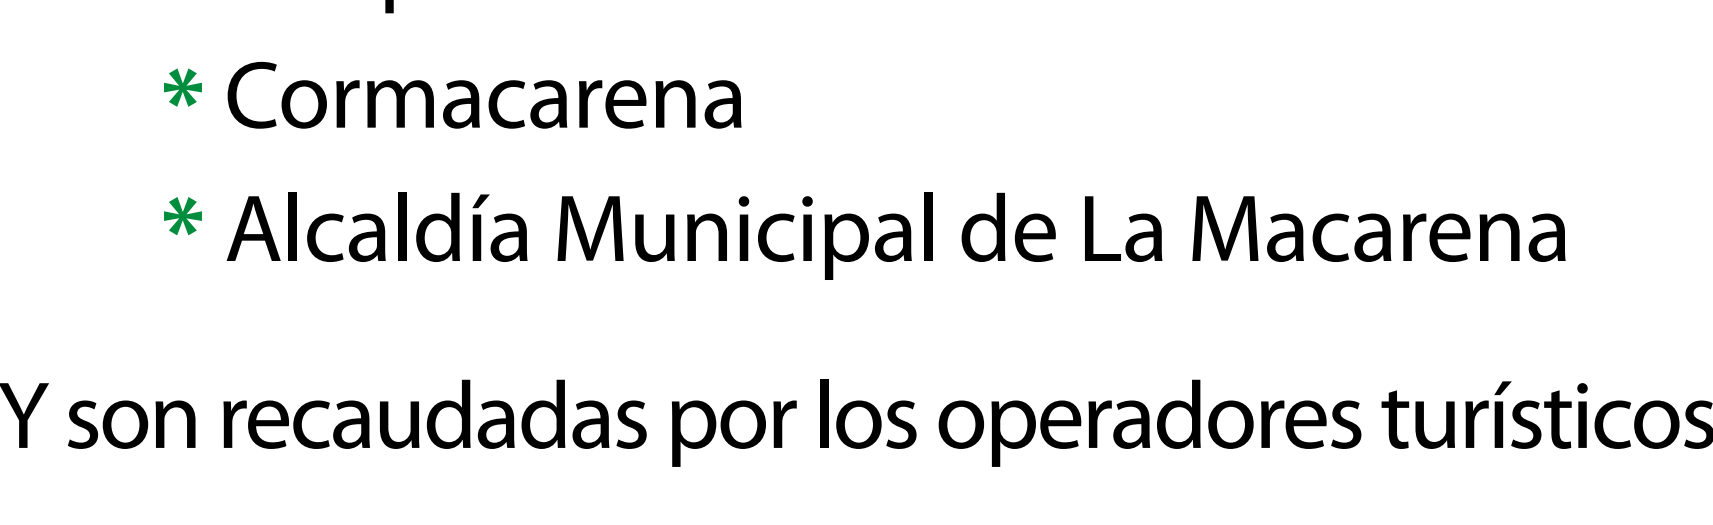 * Cormacarena
* Alcaldía Municipal de La Macarena
Y son recaudadas por los operadores turísticos